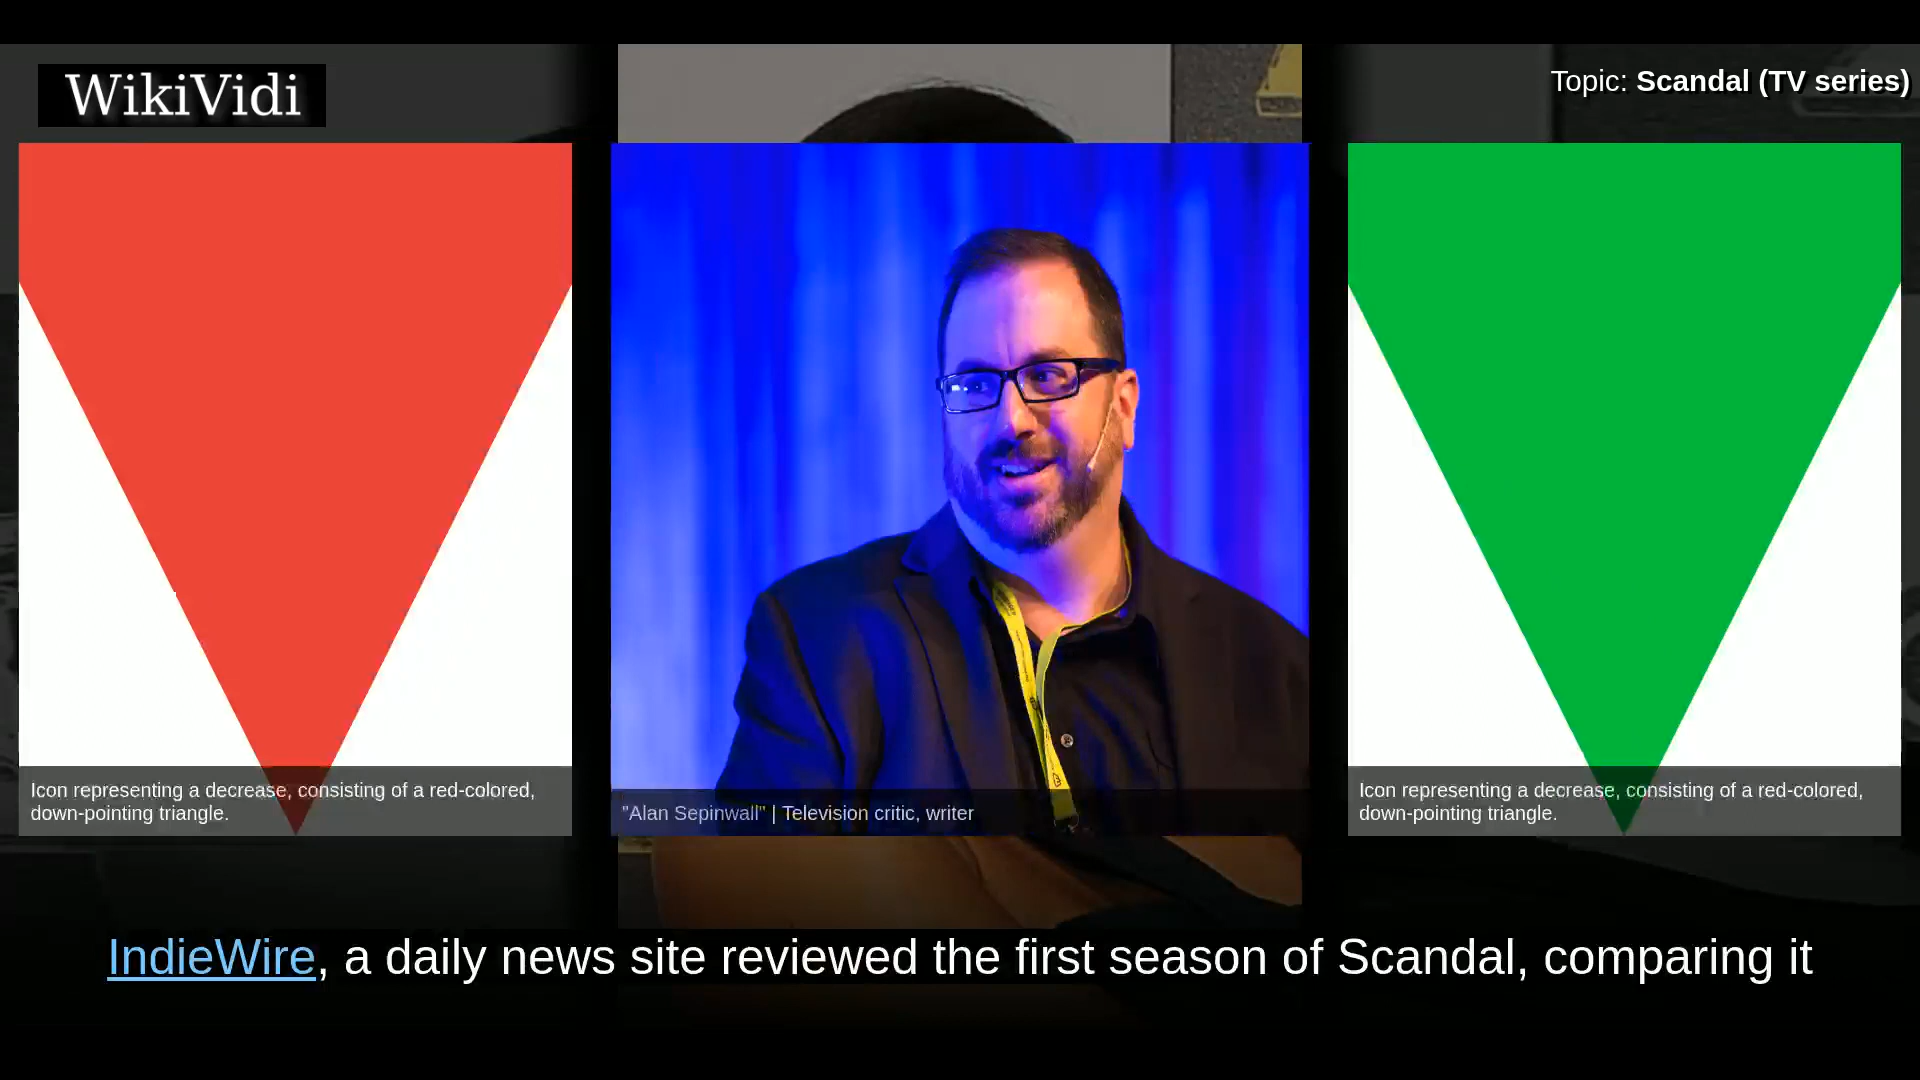 WikiVidi
Topic: Scandal (TV series)
Icon representing a decrease, consisting of a red-colored,
down-pointing triangle.
"Alan Sepinwall" | Television critic, writer
Icon representing a decrease, consisting of a red-colored,
down-pointing triangle.
IndieWire, a daily news site reviewed the first season of Scandal, comparing it